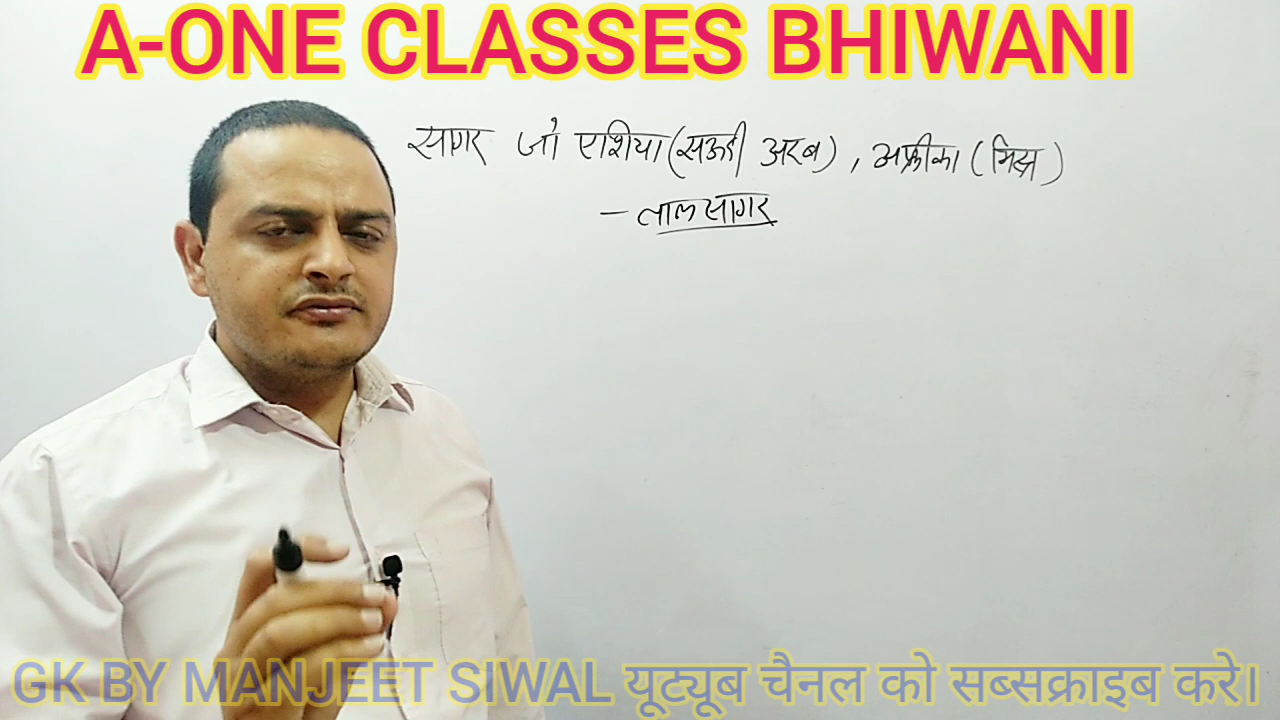 A-ONE CLASSES BHIWANI
सागर जो एशिया (सऊदी अरब) , अफ्रीका (मिस्र)
– लाल सागर
GK BY MANJEET SIWAL यूट्यूब चैनल को सब्सक्राइब करे।